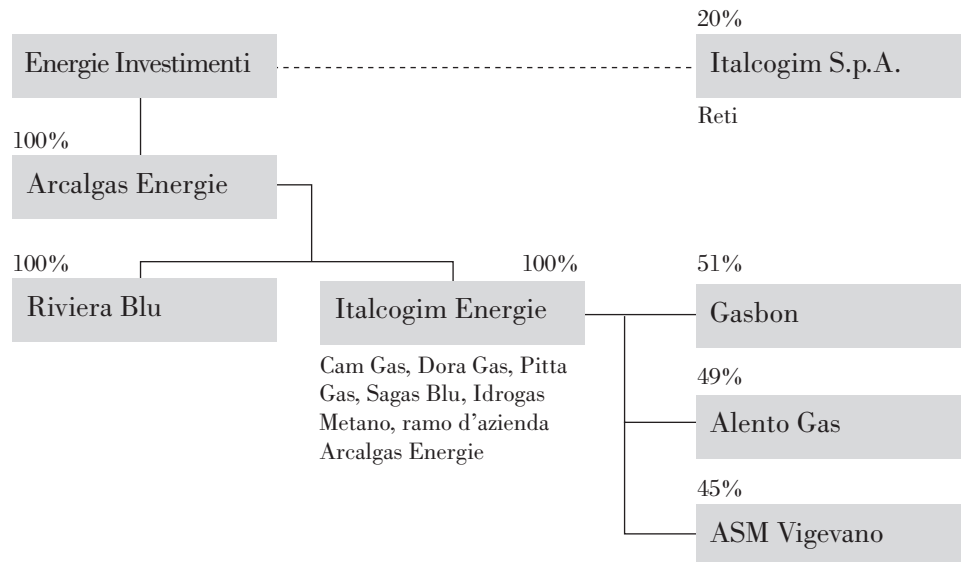 20%
Energie Investimenti
Italcogim S.p.A.
Reti
100%
Arcalgas Energie
100%
Riviera Blu
100%
Italcogim Energie
Cam Gas, Dora Gas, Pitta
Gas, Sagas Blu, Idrogas
Metano, ramo d’azienda
Arcalgas Energie
51%
Gasbon
49%
Alento Gas
45%
ASM Vigevano